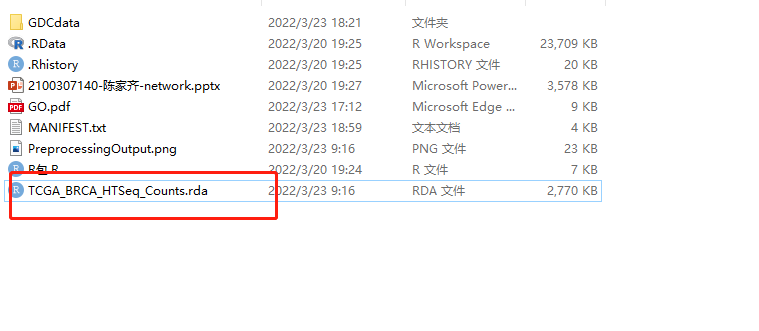 GDCdata 2022/3/23 18:21 文件夹
.RData 2022/3/20 19:25 R Workspace 23,709 KB
.Rhistory 2022/3/20 19:25 RHISTORY 文件 20 KB
2100307140-陈家齐-network.pptx 2022/3/20 19:27 Microsoft Power... 3,578 KB
GO.pdf 2022/3/23 17:12 Microsoft Edge ... 9 KB
MANIFEST.txt 2022/3/23 18:59 文本文档 4 KB
PreprocessingOutput.png 2022/3/23 9:16 PNG 文件 23 KB
R包.R 2022/3/20 19:24 R 文件 7 KB
TCGA_BRCA_HTSeq_Counts.rda 2022/3/23 9:16 RDA 文件 2,770 KB